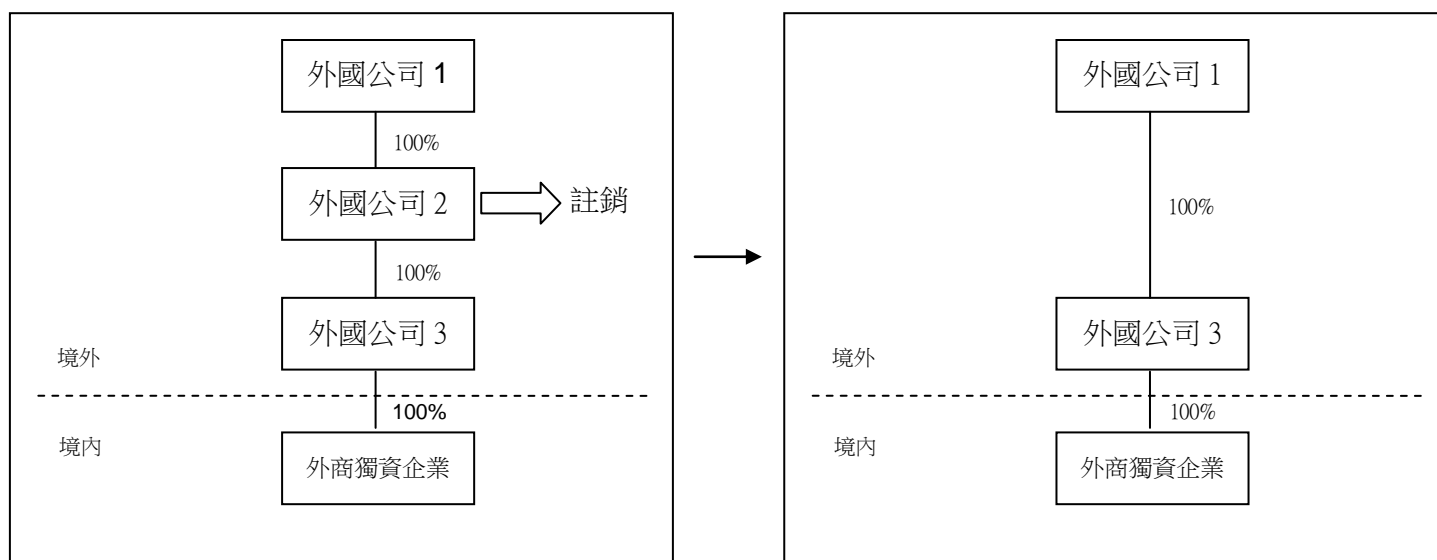 外國公司 1
100%
外國公司 2
註銷
100%
外國公司 3
境外
100%
境內
外商獨資企業
外國公司 1
100%
外國公司 3
境外
100%
境內
外商獨資企業